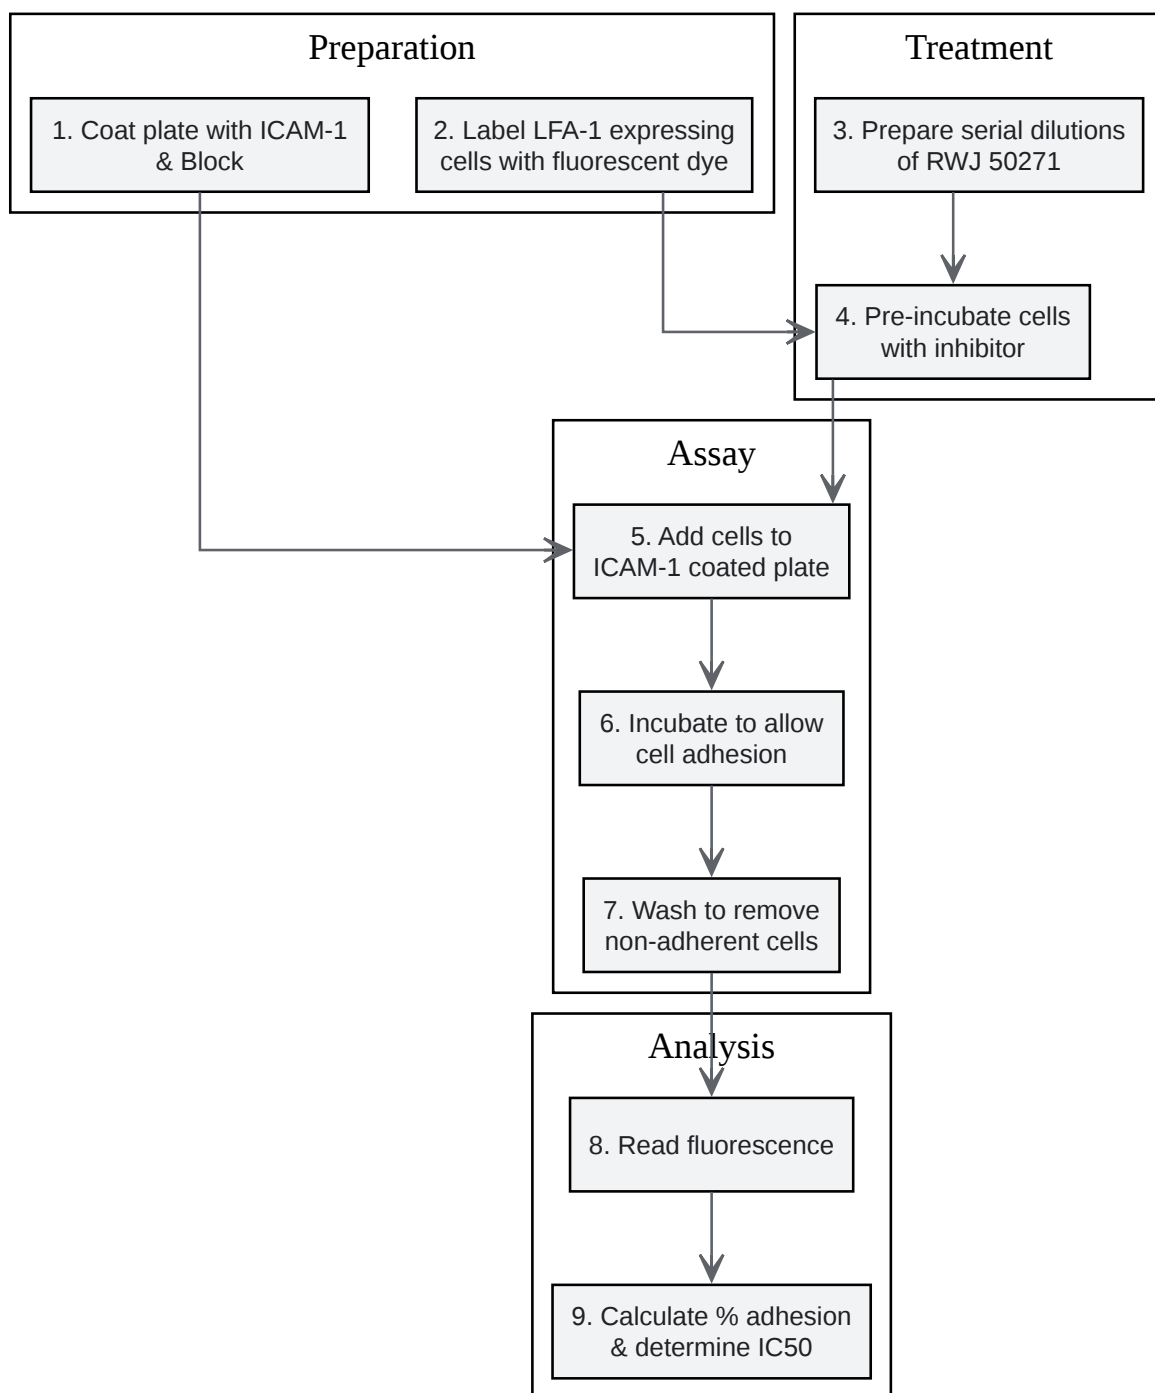 Preparation
1. Coat plate with ICAM-1
& Block
2. Label LFA-1 expressing
cells with fluorescent dye
Treatment
3. Prepare serial dilutions
of RWJ 50271
4. Pre-incubate cells
with inhibitor
Assay
5. Add cells to
ICAM-1 coated plate
6. Incubate to allow
cell adhesion
7. Wash to remove
non-adherent cells
Analysis
8. Read fluorescence
9. Calculate % adhesion
& determine IC50